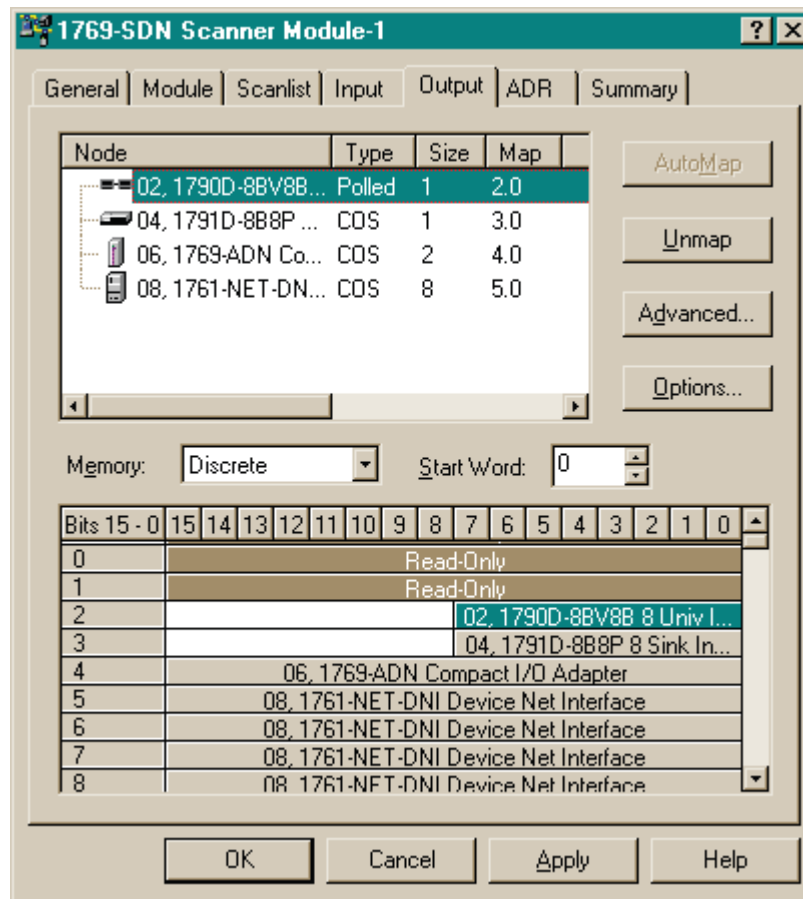 1769-SDN Scanner Module-1 ? X
General Module Scanlist Input Output ADR Summary
Node Type Size Map
02, 1790D-8BV8B... Polled 1 2.0
04, 1791D-8B8P ... COS 1 3.0
06, 1769-ADN Co... COS 2 4.0
08, 1761-NET-DN... COS 8 5.0
AutoMap
Unmap
Advanced...
Options...
Memory: Discrete Start Word: 0
Bits 15 - 0 15 14 13 12 11 10 9 8 7 6 5 4 3 2 1 0
0 Read-Only
1 Read-Only
2 02, 1790D-8BV8B 8 Univ I...
3 04, 1791D-8B8P 8 Sink In...
4 06, 1769-ADN Compact I/O Adapter
5 08, 1761-NET-DNI Device Net Interface
6 08, 1761-NET-DNI Device Net Interface
7 08, 1761-NET-DNI Device Net Interface
8 08, 1761-NET-DNI Device Net Interface
OK Cancel Apply Help